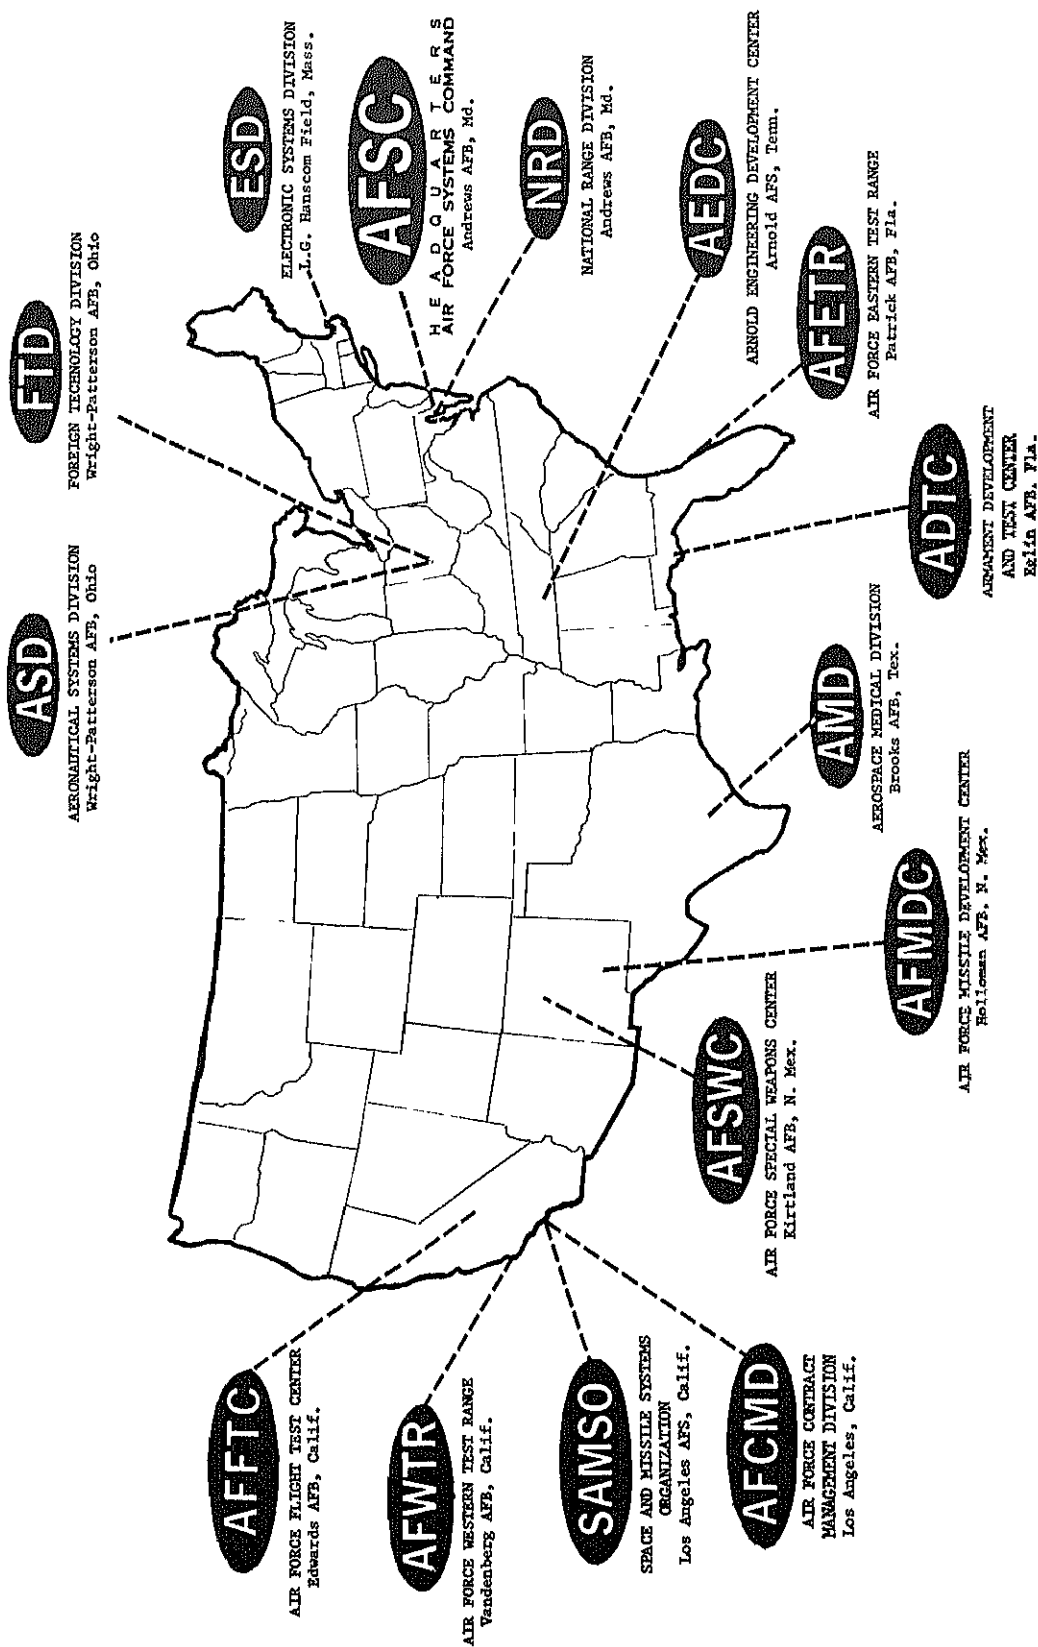 ASD
AERONAUTICAL SYSTEMS DIVISION
Wright-Patterson AFB, Ohio
FTD
FOREIGN TECHNOLOGY DIVISION
Wright-Patterson AFB, Ohio
ESD
ELECTRONIC SYSTEMS DIVISION
L.G. Hanscom Field, Mass.
AFSC
HEADQUARTERS
AIR FORCE SYSTEMS COMMAND
Andrews AFB, Md.
NRD
NATIONAL RANGE DIVISION
Andrews AFB, Md.
AEDC
ARNOLD ENGINEERING DEVELOPMENT CENTER
Arnold AFS, Tenn.
AFETR
AIR FORCE EASTERN TEST RANGE
Patrick AFB, Fla.
ADTC
ARMAMENT DEVELOPMENT
AND TEST CENTER
Eglin AFB, Fla.
AMD
AEROSPACE MEDICAL DIVISION
Brooks AFB, Tex.
AFMDC
AIR FORCE MISSILE DEVELOPMENT CENTER
Holloman AFB, N. Mex.
AFSWC
AIR FORCE SPECIAL WEAPONS CENTER
Kirtland AFB, N. Mex.
AFFTC
AIR FORCE FLIGHT TEST CENTER
Edwards AFB, Calif.
AFWTR
AIR FORCE WESTERN TEST RANGE
Vandenberg AFB, Calif.
SAMSO
SPACE AND MISSILE SYSTEMS
ORGANIZATION
Los Angeles AFS, Calif.
AFCMD
AIR FORCE CONTRACT
MANAGEMENT DIVISION
Los Angeles, Calif.